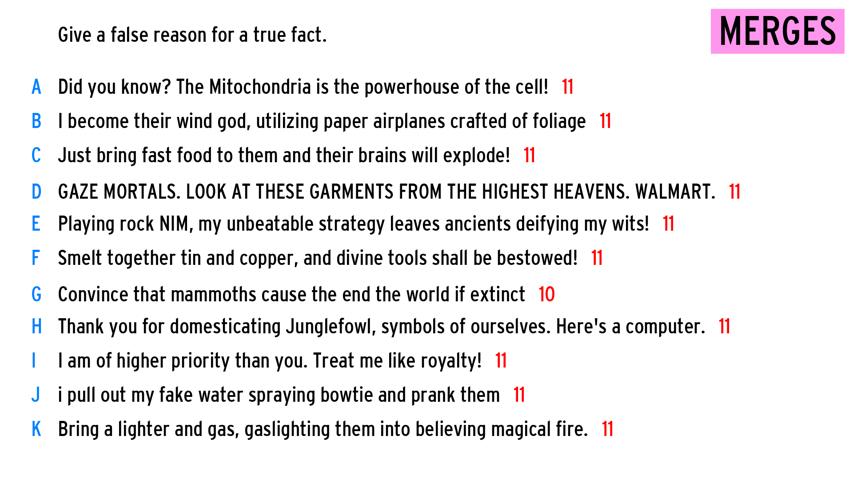 Give a false reason for a true fact.
MERGES
A Did you know? The Mitochondria is the powerhouse of the cell! 11
B I become their wind god, utilizing paper airplanes crafted of foliage 11
C Just bring fast food to them and their brains will explode! 11
D GAZE MORTALS. LOOK AT THESE GARMENTS FROM THE HIGHEST HEAVENS. WALMART. 11
E Playing rock NIM, my unbeatable strategy leaves ancients deifying my wits! 11
F Smelt together tin and copper, and divine tools shall be bestowed! 11
G Convince that mammoths cause the end the world if extinct 10
H Thank you for domesticating Junglefowl, symbols of ourselves. Here's a computer. 11
I I am of higher priority than you. Treat me like royalty! 11
J i pull out my fake water spraying bowtie and prank them 11
K Bring a lighter and gas, gaslighting them into believing magical fire. 11